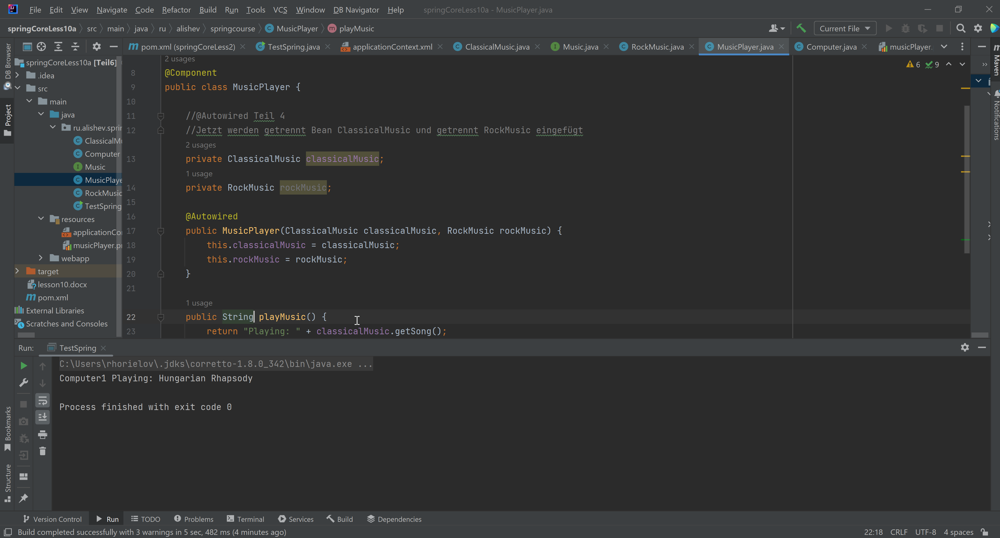 File Edit View Navigate Code Refactor Build Run Tools VCS Window DB Navigator Help springCoreLess10a - MusicPlayer.java
springCoreLess10a src main java ru alishev springcourse MusicPlayer playMusic Current File
pom.xml (springCoreLess2) TestSpring.java applicationContext.xml ClassicalMusic.java Music.java RockMusic.java MusicPlayer.java Computer.java musicPlayer.
DB Browser
Project
Bookmarks
Structure
Maven
Notifications
springCoreLess10a [Teil6]
.idea
src
main
java
ru.alishev.sprin
ClassicalMu
Computer
Music
MusicPlaye
RockMusic
TestSpring
resources
applicationCo
musicPlayer.p
webapp
target
lesson10.docx
pom.xml
External Libraries
Scratches and Consoles
6 9
2 usages
8 @Component
9 public class MusicPlayer {
10
11 //@Autowired Teil 4
12 //Jetzt werden getrennt Bean ClassicalMusic und getrennt RockMusic eingefügt
2 usages
13 private ClassicalMusic classicalMusic;
1 usage
14 private RockMusic rockMusic;
15
16 @Autowired
17 public MusicPlayer(ClassicalMusic classicalMusic, RockMusic rockMusic) {
18 this.classicalMusic = classicalMusic;
19 this.rockMusic = rockMusic;
20 }
21
1 usage
22 public String playMusic() {
23 return "Playing: " + classicalMusic.getSong();
Run: TestSpring
C:\Users\rhorielov\.jdks\corretto-1.8.0_342\bin\java.exe ...
Computer1 Playing: Hungarian Rhapsody
Process finished with exit code 0
Version Control Run TODO Problems Terminal Services Build Dependencies
Build completed successfully with 3 warnings in 5 sec, 482 ms (4 minutes ago) 22:18 CRLF UTF-8 4 spaces